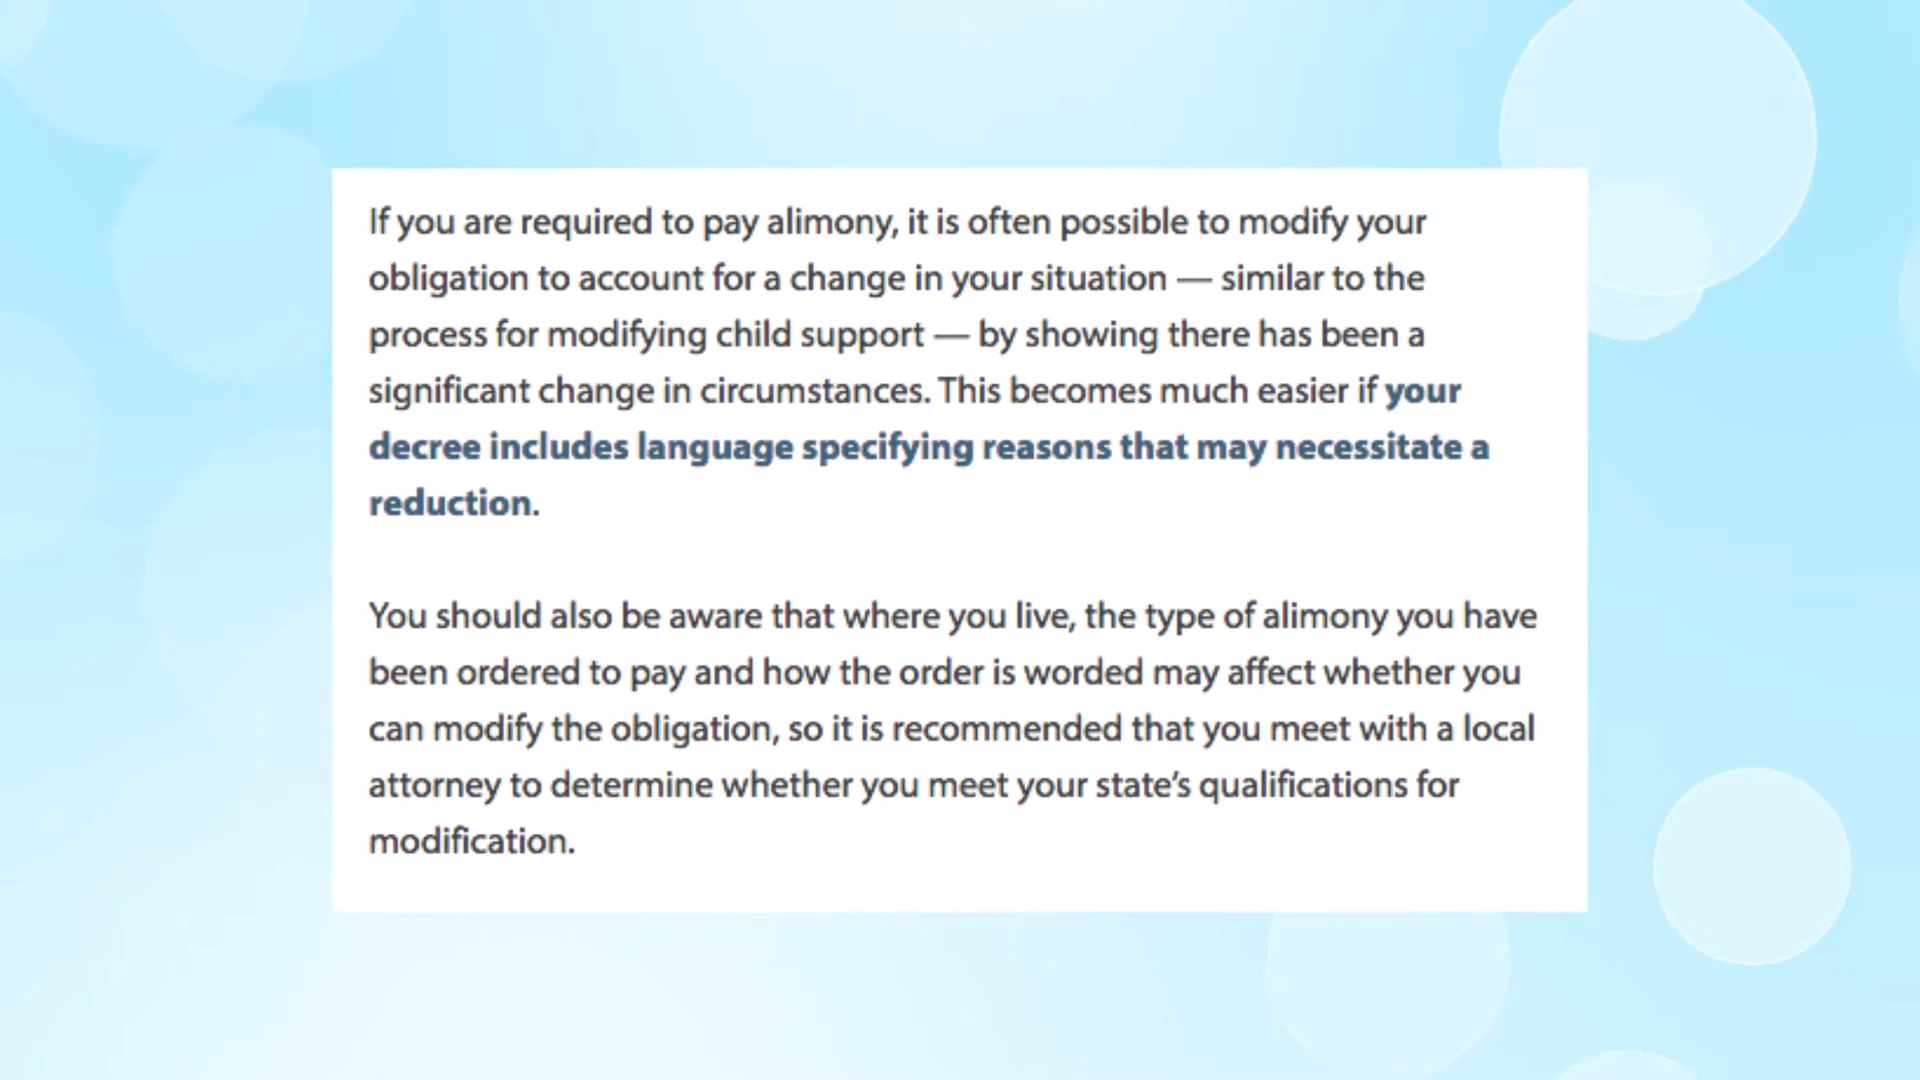 If you are required to pay alimony, it is often possible to modify your
obligation to account for a change in your situation — similar to the
process for modifying child support — by showing there has been a
significant change in circumstances. This becomes much easier if your
decree includes language specifying reasons that may necessitate a
reduction.
You should also be aware that where you live, the type of alimony you have
been ordered to pay and how the order is worded may affect whether you
can modify the obligation, so it is recommended that you meet with a local
attorney to determine whether you meet your state’s qualifications for
modification.